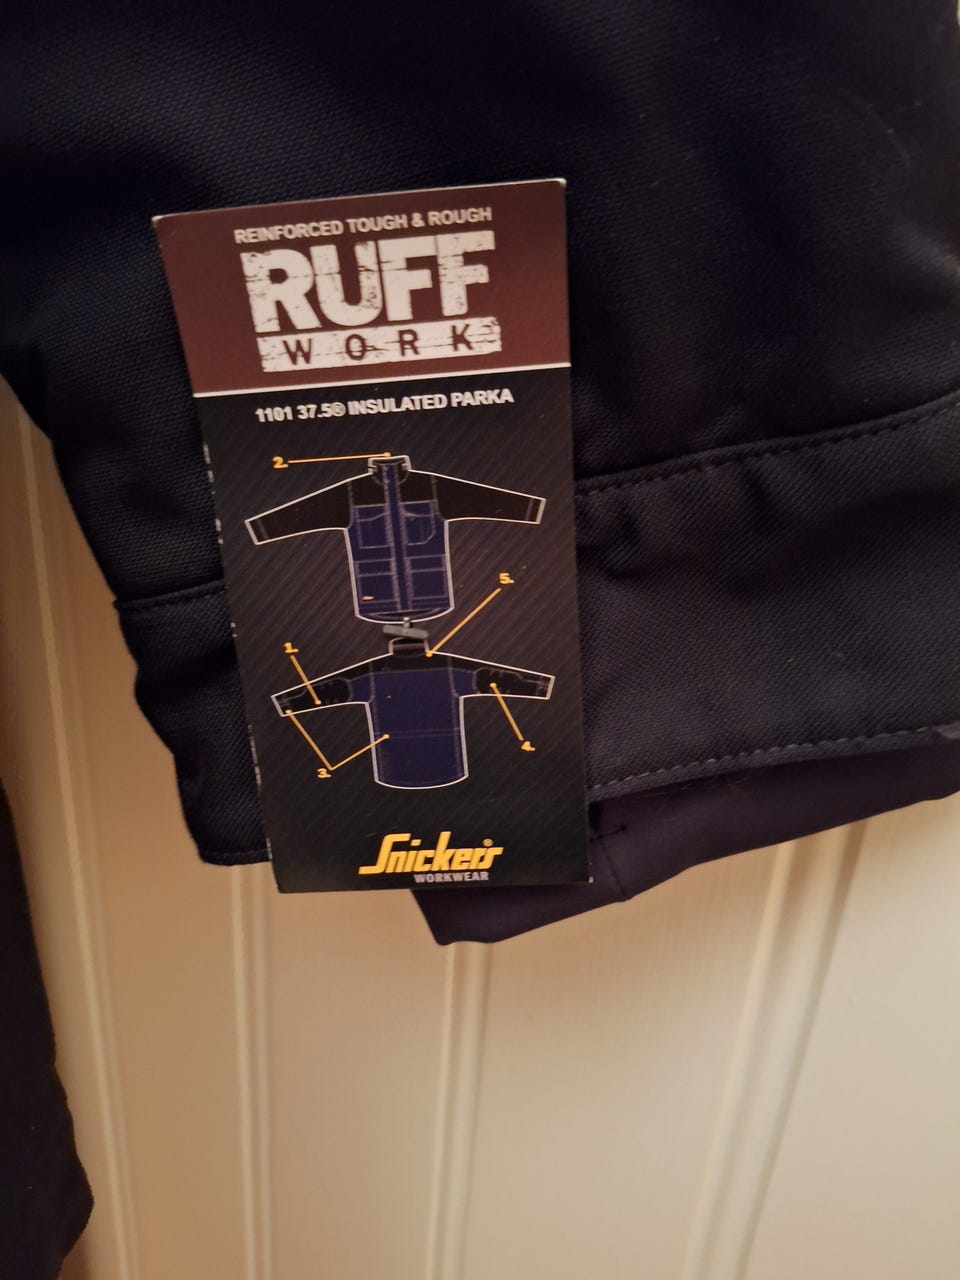 REINFORCED TOUGH & ROUGH
RUFF
WORK
1101 37.5® INSULATED PARKA
2.
5.
1.
4.
3.
Snickers
WORKWEAR